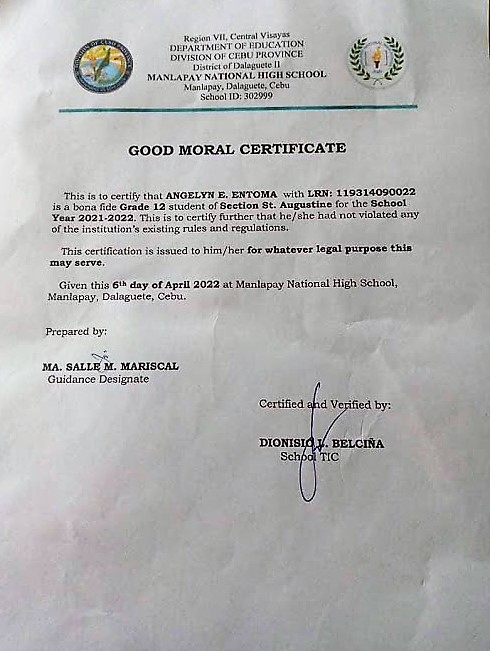 Region VII, Central Visayas
DEPARTMENT OF EDUCATION
DIVISION OF CEBU PROVINCE
District of Dalaguete II
MANLAPAY NATIONAL HIGH SCHOOL
Manlapay, Dalaguete, Cebu
School ID: 302999
GOOD MORAL CERTIFICATE
This is to certify that ANGELYN E. ENTOMA with LRN: 119314090022
is a bona fide Grade 12 student of Section St. Augustine for the School
Year 2021-2022. This is to certify further that he/she had not violated any
of the institution's existing rules and regulations.
This certification is issued to him/her for whatever legal purpose this
may serve.
Given this 6th day of April 2022 at Manlapay National High School,
Manlapay, Dalaguete, Cebu.
Prepared by:
MA. SALLE M. MARISCAL
Guidance Designate
Certified and Verified by:
DIONISIO L. BELCIÑA
School TIC